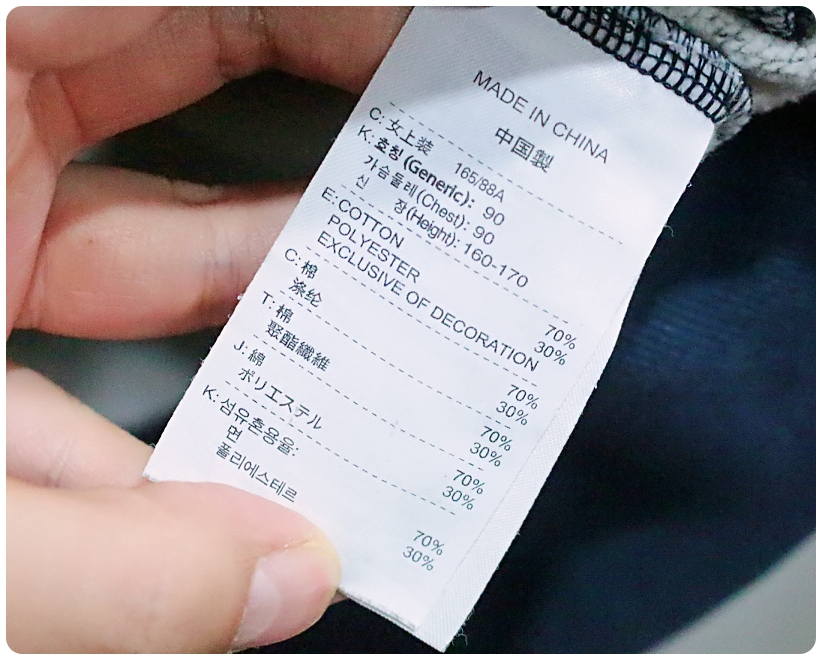 MADE IN CHINA
中国製
C: 女上装 165/88A
K: 호칭 (Generic): 90
가슴둘레(Chest): 90
신 장(Height): 160-170
E: COTTON 70%
POLYESTER 30%
EXCLUSIVE OF DECORATION
C: 棉 70%
涤纶 30%
T: 棉 70%
聚酯纖維 30%
J: 綿 70%
ポリエステル 30%
K: 섬유혼용율:
면 70%
폴리에스테르 30%